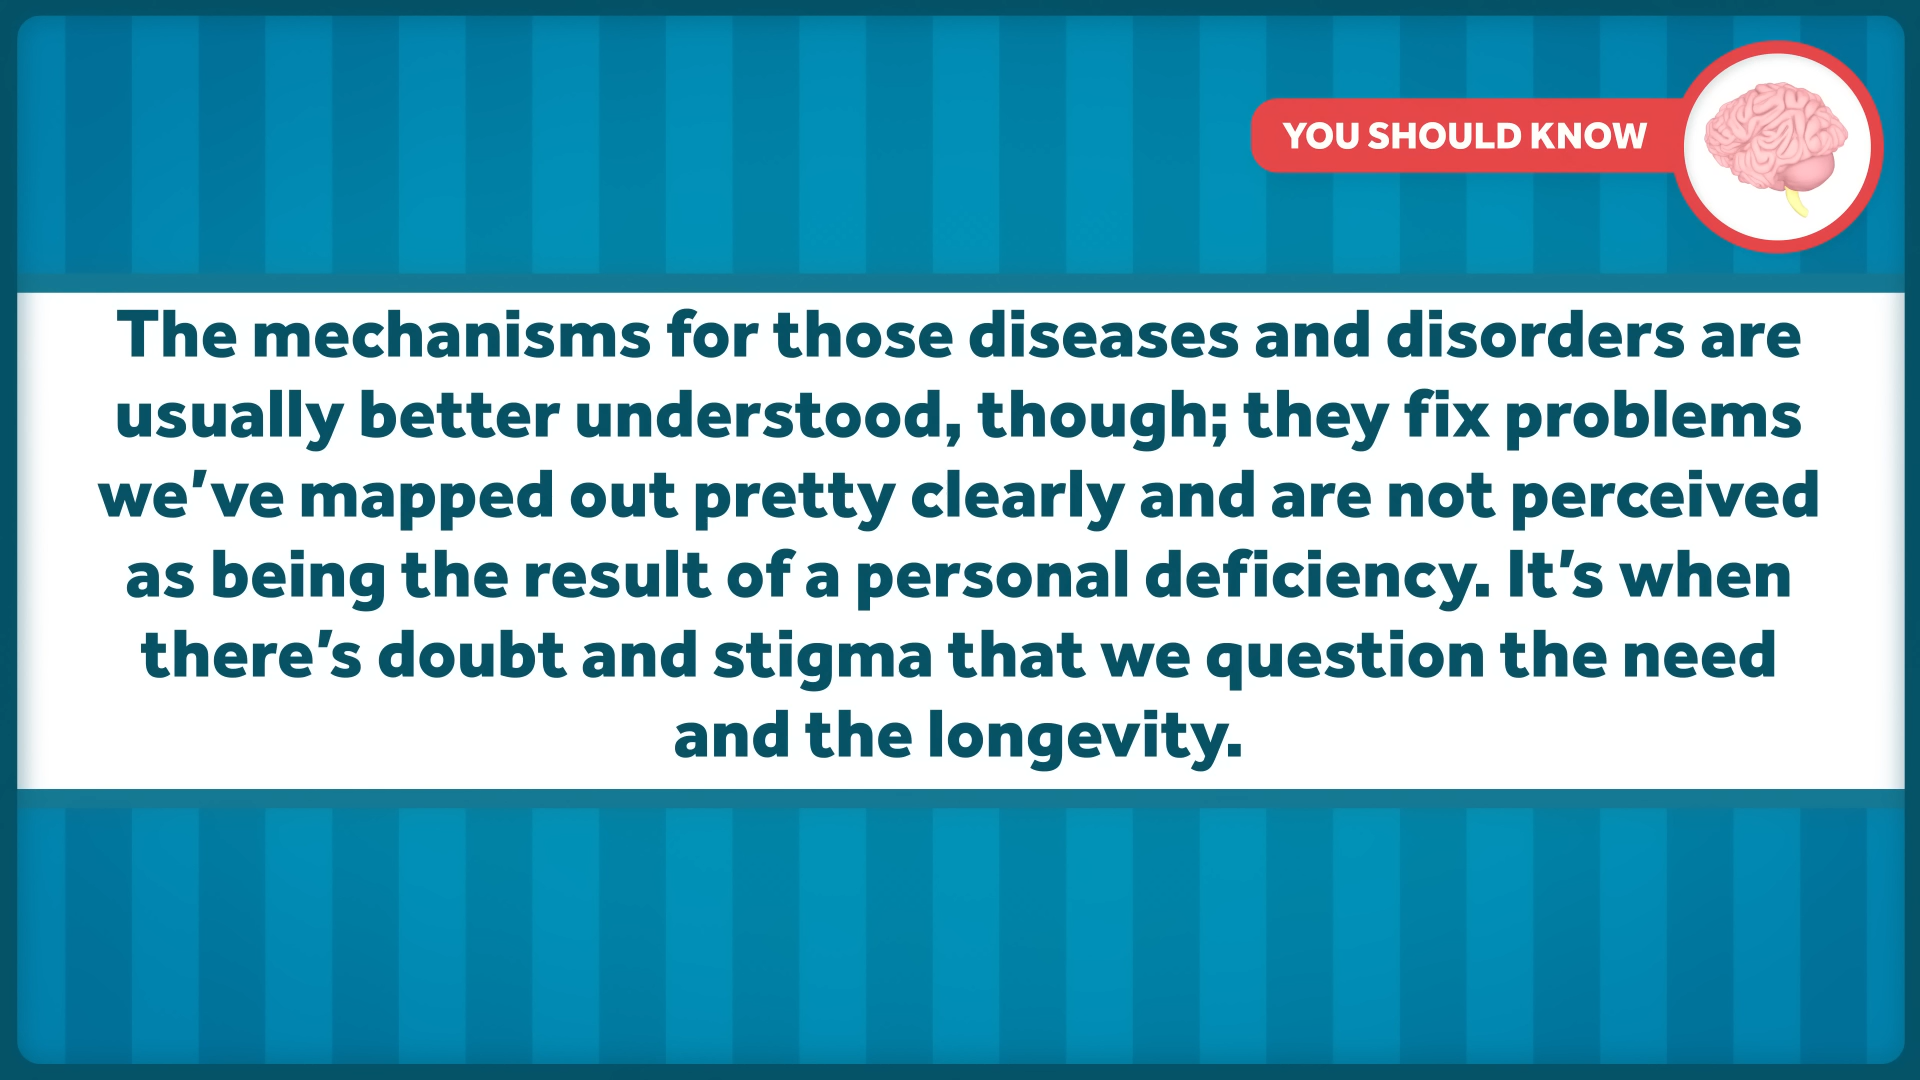 YOU SHOULD KNOW
The mechanisms for those diseases and disorders are
usually better understood, though; they fix problems
we’ve mapped out pretty clearly and are not perceived
as being the result of a personal deficiency. It’s when
there’s doubt and stigma that we question the need
and the longevity.